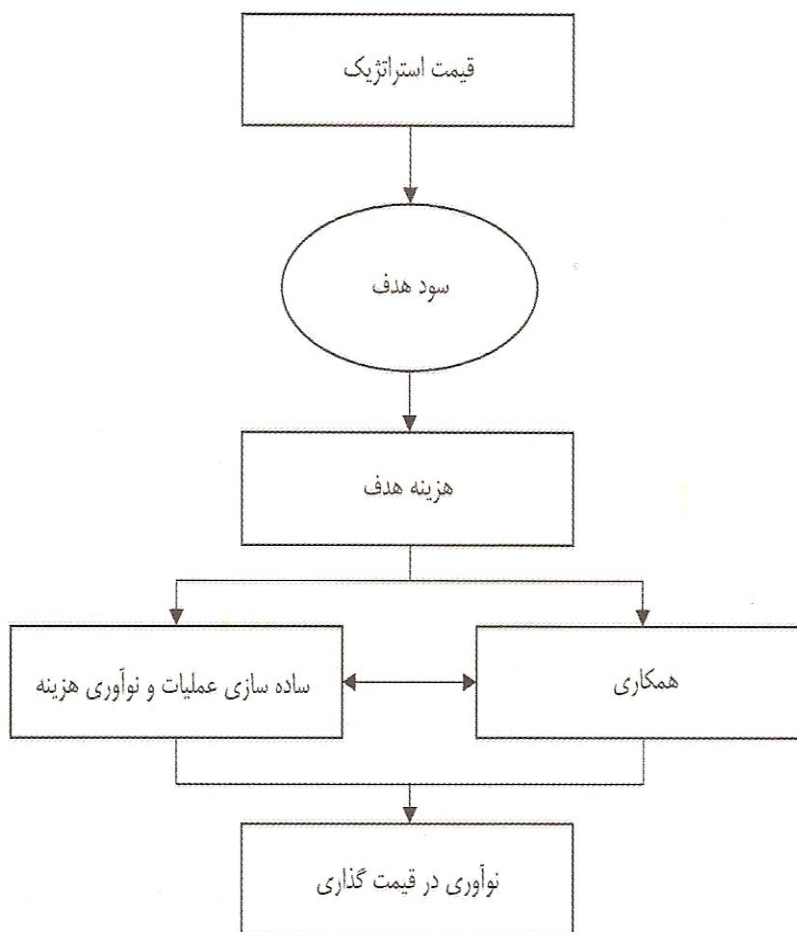 قیمت استراتژیک
سود هدف
هزینه هدف
همکاری
ساده سازی عملیات و نوآوری هزینه
نوآوری در قیمت گذاری